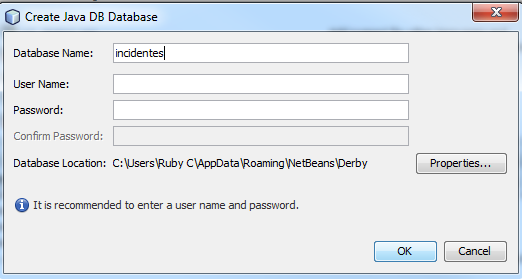 Create Java DB Database
Database Name: incidentes
User Name:
Password:
Confirm Password:
Database Location: C:\Users\Ruby C\AppData\Roaming\NetBeans\Derby Properties...
It is recommended to enter a user name and password.
OK Cancel